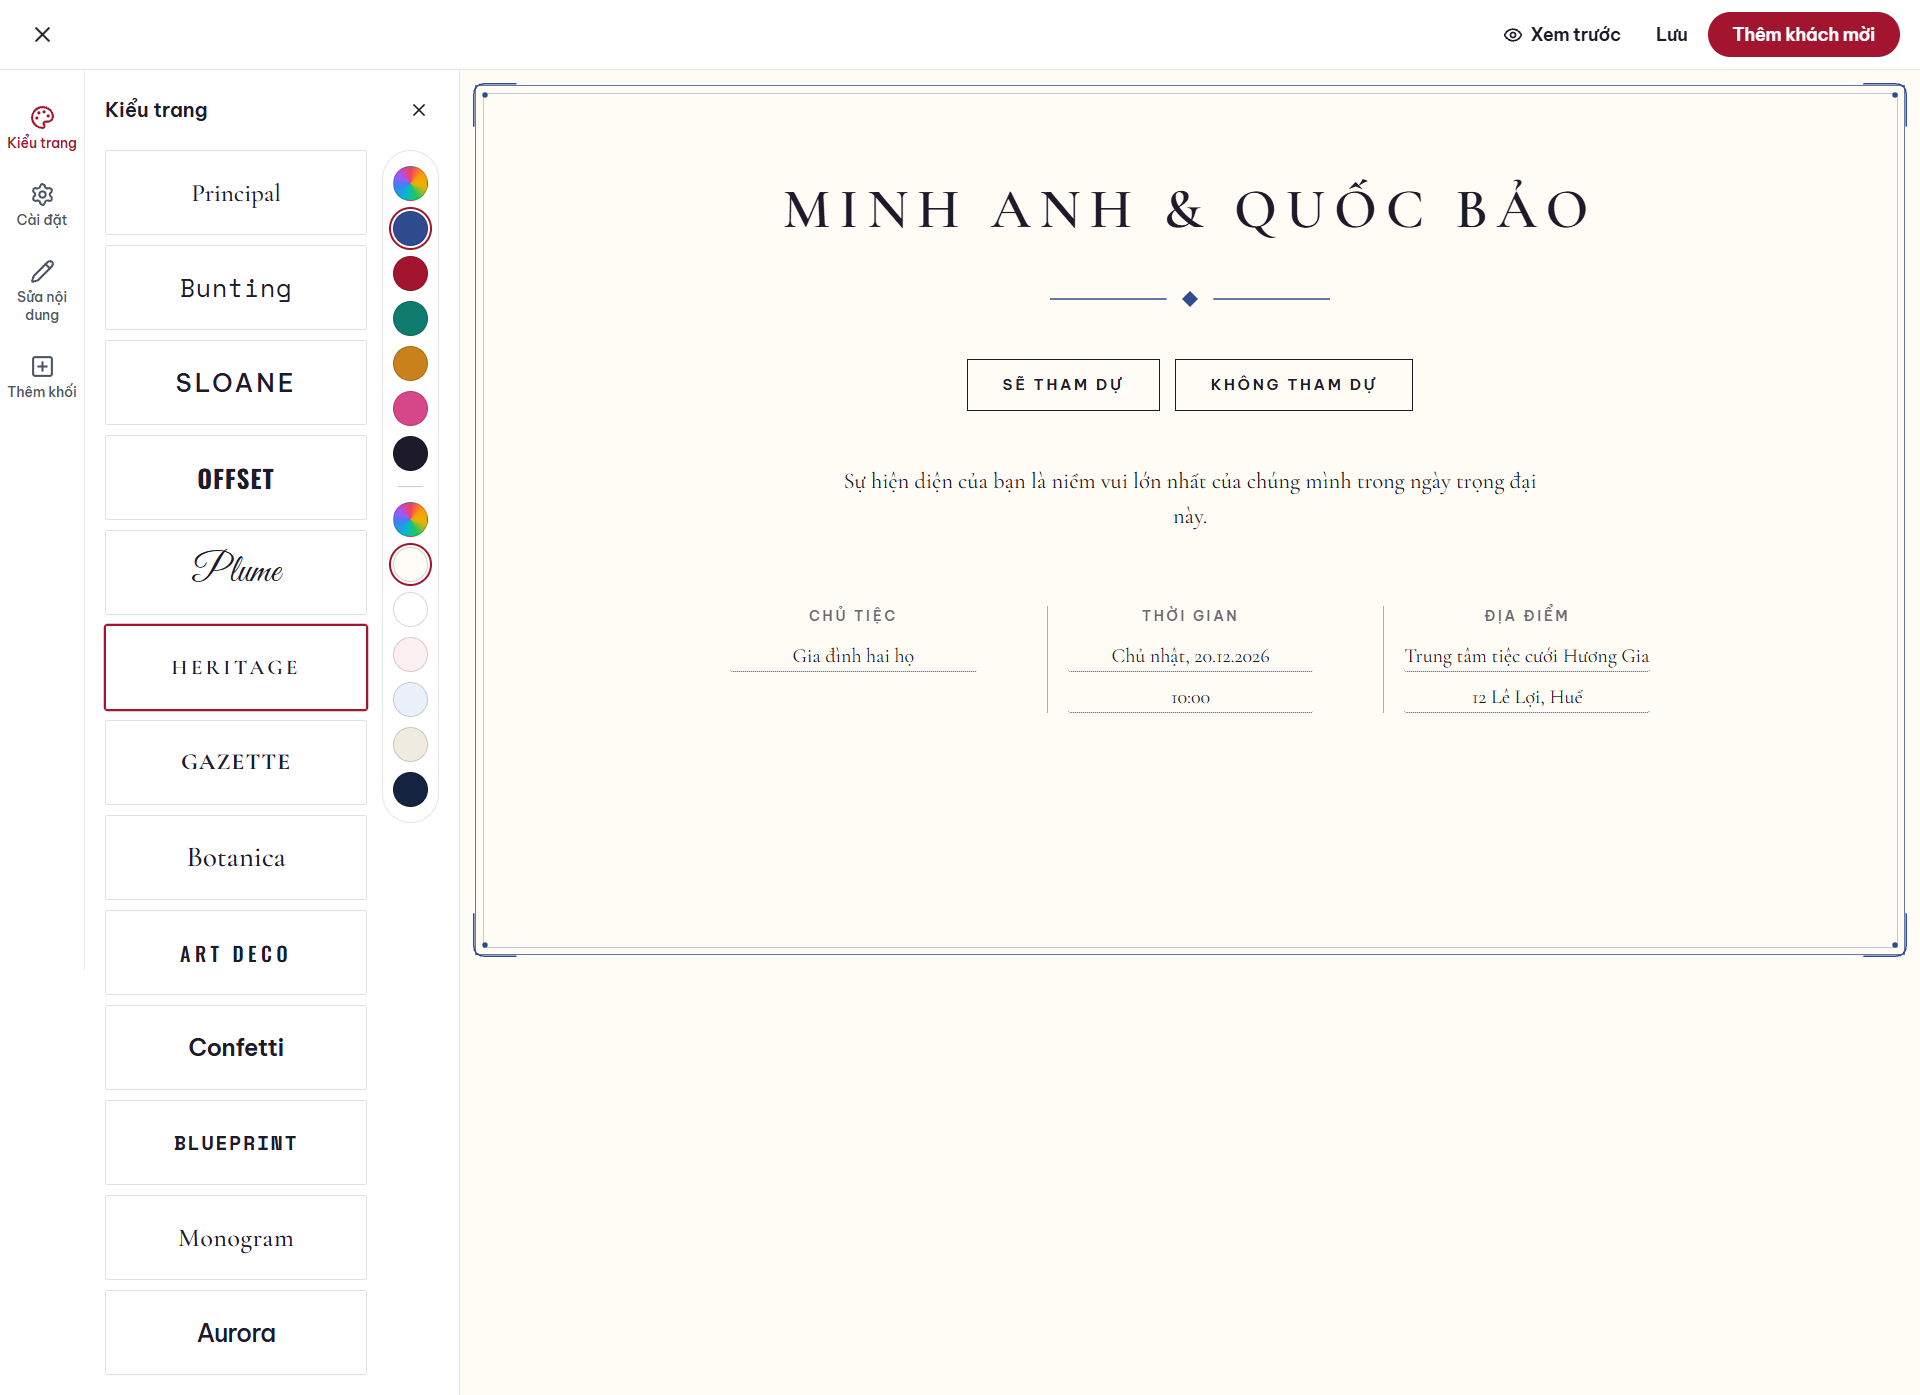 Xem trước
Lưu
Thêm khách mời
Kiểu trang
Cài đặt
Sửa nội
dung
Thêm khối
Kiểu trang
Principal
Bunting
SLOANE
OFFSET
Plume
HERITAGE
GAZETTE
Botanica
ART DECO
Confetti
BLUEPRINT
Monogram
Aurora
MINH ANH & QUỐC BẢO
SẼ THAM DỰ
KHÔNG THAM DỰ
Sự hiện diện của bạn là niềm vui lớn nhất của chúng mình trong ngày trọng đại
này.
CHỦ TIỆC
Gia đình hai họ
THỜI GIAN
Chủ nhật, 20.12.2026
10:00
ĐỊA ĐIỂM
Trung tâm tiệc cưới Hương Gia
12 Lê Lợi, Huế